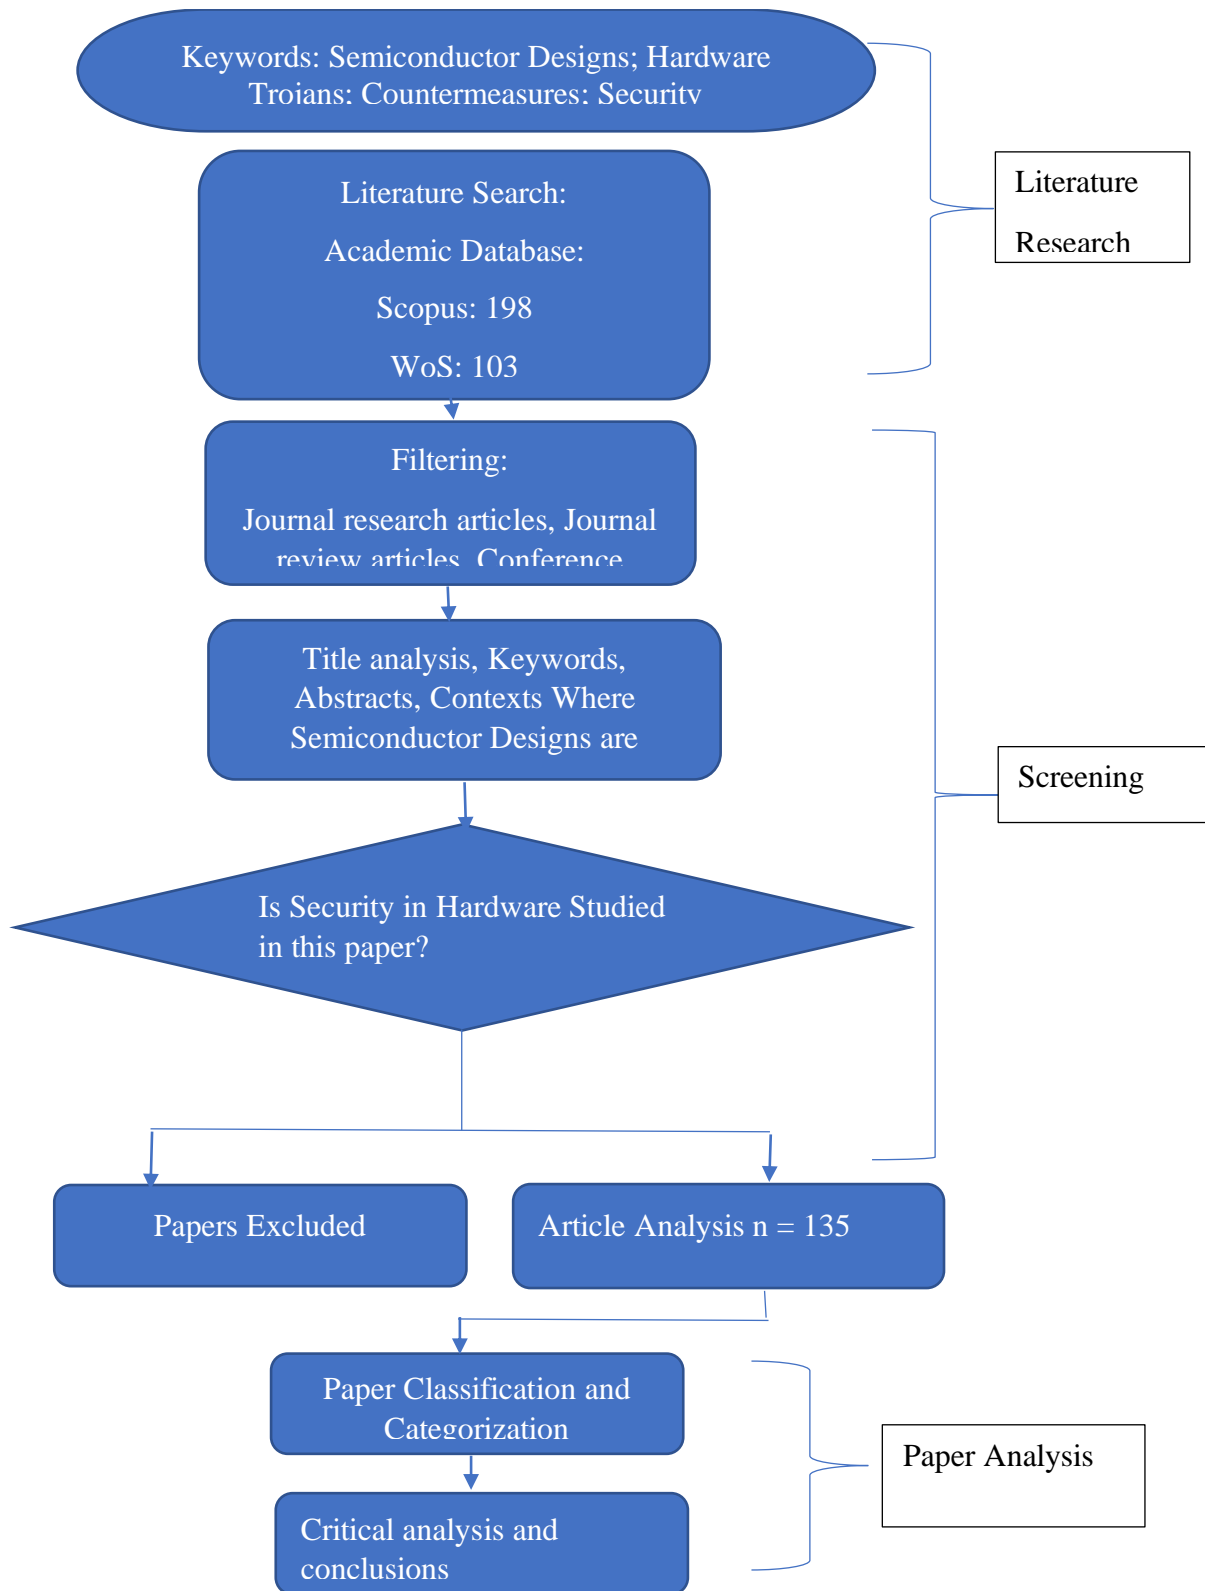 Keywords: Semiconductor Designs; Hardware
Trojans; Countermeasures; Security
Literature Search:
Academic Database:
Scopus: 198
WoS: 103
Literature
Research
Filtering:
Journal research articles, Journal
review articles, Conference
Title analysis, Keywords,
Abstracts, Contexts Where
Semiconductor Designs are
Screening
Is Security in Hardware Studied
in this paper?
Papers Excluded
Article Analysis n = 135
Paper Classification and
Categorization
Paper Analysis
Critical analysis and
conclusions